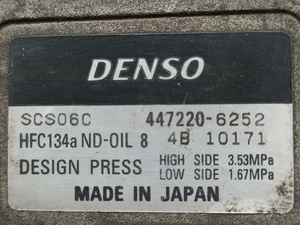 DENSO
SCS06C 447220-6252
HFC134a ND-OIL 8 4B 10171
DESIGN PRESS HIGH SIDE 3.53MPa
LOW SIDE 1.67MPa
MADE IN JAPAN